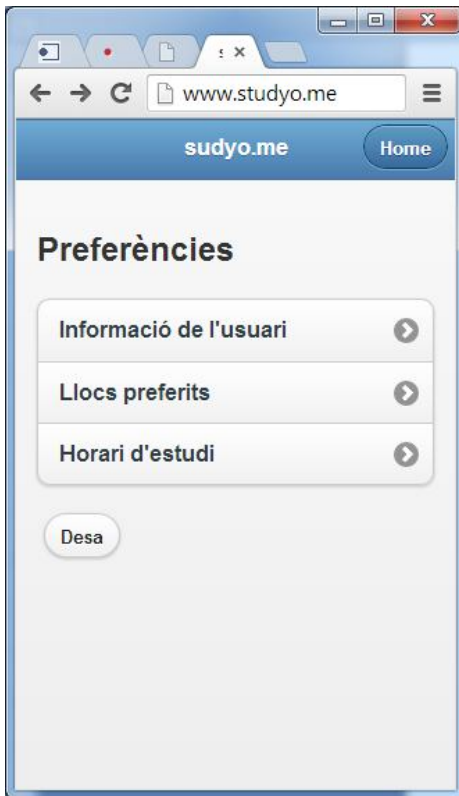 www.studyo.me
sudyo.me
Home
Preferències
Informació de l'usuari
Llocs preferits
Horari d'estudi
Desa